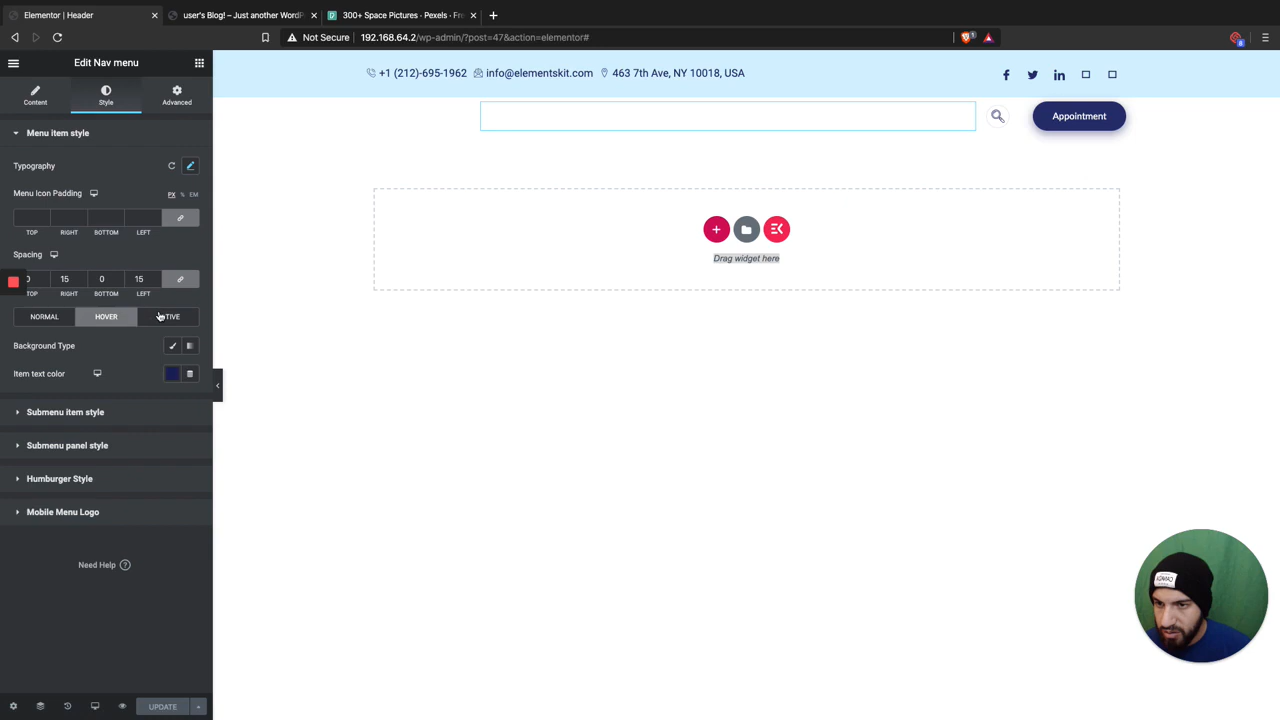 Elementor | Header
user's Blog! – Just another WordPr
300+ Space Pictures · Pexels · Fre
Not Secure 192.168.64.2/wp-admin/?post=47&action=elementor#
Edit Nav menu
Content Style Advanced
+1 (212)-695-1962 info@elementskit.com 463 7th Ave, NY 10018, USA
Appointment
Menu item style
Typography
Menu Icon Padding PX % EM
TOP RIGHT BOTTOM LEFT
Spacing
0 15 0 15
TOP RIGHT BOTTOM LEFT
NORMAL HOVER
Background Type
Item text color
Submenu item style
Submenu panel style
Humburger Style
Mobile Menu Logo
Need Help ?
UPDATE
Drag widget here